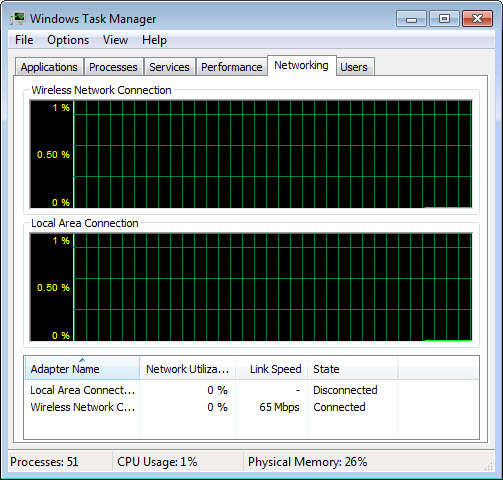 Windows Task Manager
File Options View Help
Applications Processes Services Performance Networking Users
Wireless Network Connection
1 %
0.50 %
0 %
Local Area Connection
1 %
0.50 %
0 %
Adapter Name Network Utiliza... Link Speed State
Local Area Connect... 0 % - Disconnected
Wireless Network C... 0 % 65 Mbps Connected
Processes: 51 CPU Usage: 1% Physical Memory: 26%